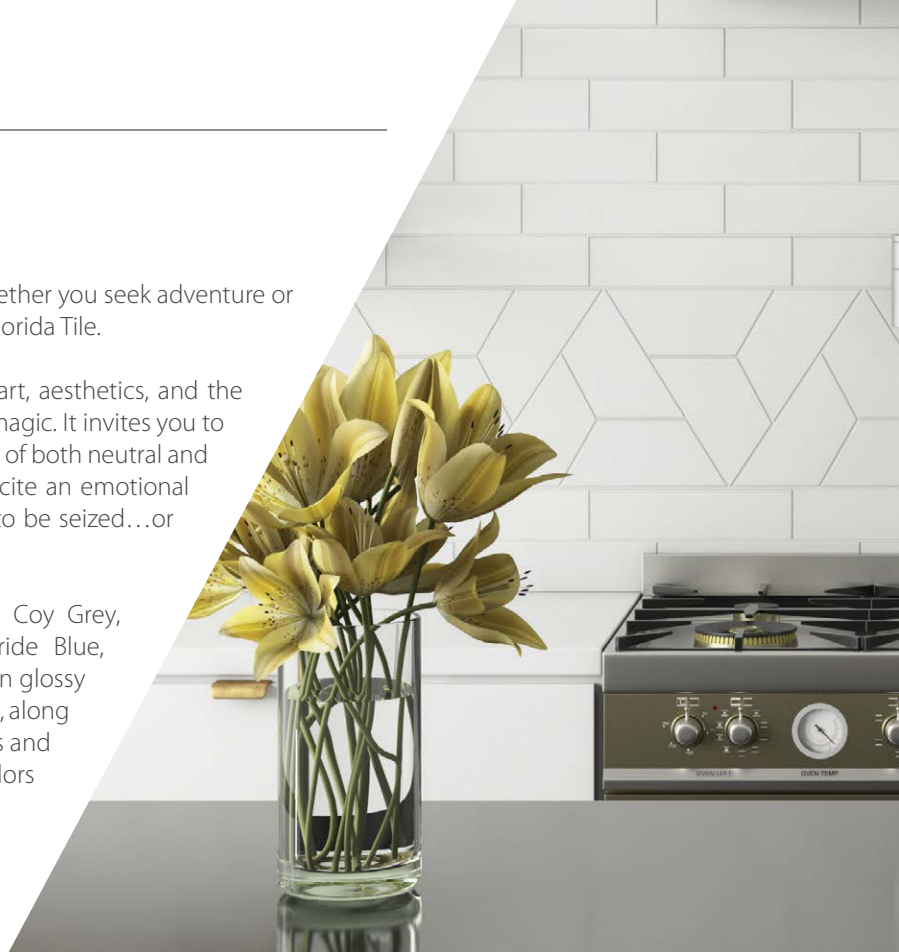 ether you seek adventure or
orida Tile.
art, aesthetics, and the
nagic. It invites you to
of both neutral and
cite an emotional
to be seized…or
Coy Grey,
ride Blue,
n glossy
, along
s and
lors
OVEN LEFT
OVEN TEMP